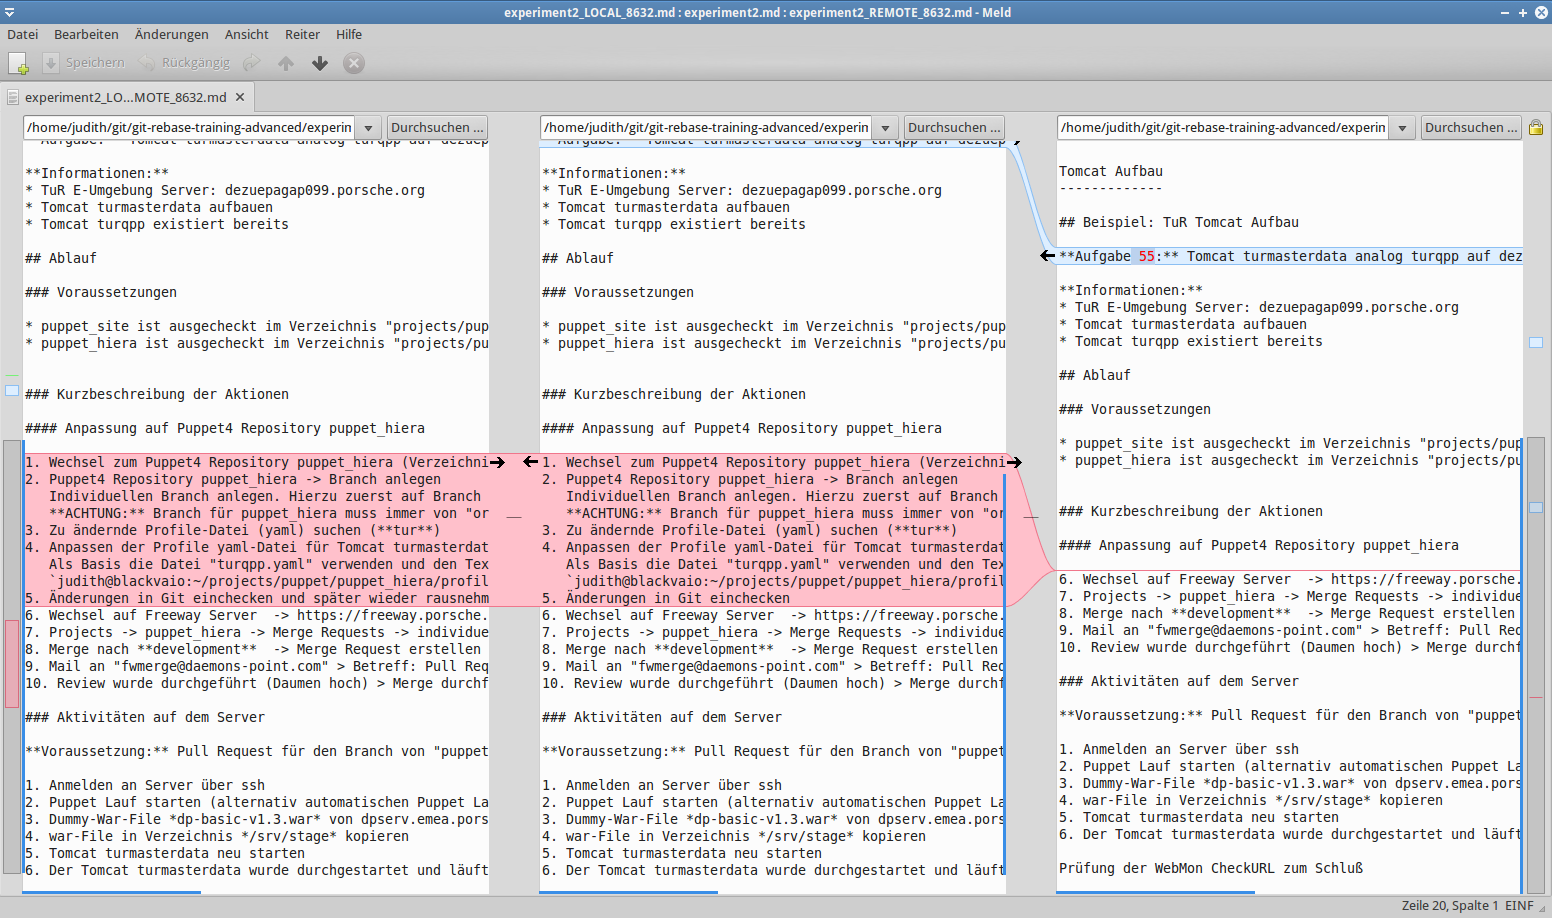 experiment2_LOCAL_8632.md : experiment2.md : experiment2_REMOTE_8632.md - Meld
Datei Bearbeiten Änderungen Ansicht Reiter Hilfe
Speichern Rückgängig
experiment2_LO...MOTE_8632.md
/home/judith/git/git-rebase-training-advanced/experin
Durchsuchen ...
**Informationen:**
* TuR E-Umgebung Server: dezuepagap099.porsche.org
* Tomcat turmasterdata aufbauen
* Tomcat turqpp existiert bereits
## Ablauf
### Voraussetzungen
* puppet_site ist ausgecheckt im Verzeichnis "projects/pup
* puppet_hiera ist ausgecheckt im Verzeichnis "projects/pu
### Kurzbeschreibung der Aktionen
#### Anpassung auf Puppet4 Repository puppet_hiera
1. Wechsel zum Puppet4 Repository puppet_hiera (Verzeichni
2. Puppet4 Repository puppet_hiera -> Branch anlegen
Individuellen Branch anlegen. Hierzu zuerst auf Branch
**ACHTUNG:** Branch für puppet_hiera muss immer von "or
3. Zu ändernde Profile-Datei (yaml) suchen (**tur**)
4. Anpassen der Profile yaml-Datei für Tomcat turmasterdat
Als Basis die Datei "turqpp.yaml" verwenden und den Tex
`judith@blackvaio:~/projects/puppet/puppet_hiera/profil
5. Änderungen in Git einchecken und später wieder rausnehm
6. Wechsel auf Freeway Server -> https://freeway.porsche.
7. Projects -> puppet_hiera -> Merge Requests -> individue
8. Merge nach **development** -> Merge Request erstellen
9. Mail an "fwmerge@daemons-point.com" > Betreff: Pull Req
10. Review wurde durchgeführt (Daumen hoch) > Merge durchf
### Aktivitäten auf dem Server
**Voraussetzung:** Pull Request für den Branch von "puppet
1. Anmelden an Server über ssh
2. Puppet Lauf starten (alternativ automatischen Puppet La
3. Dummy-War-File *dp-basic-v1.3.war* von dpserv.emea.pors
4. war-File in Verzeichnis */srv/stage* kopieren
5. Tomcat turmasterdata neu starten
6. Der Tomcat turmasterdata wurde durchgestartet und läuft
/home/judith/git/git-rebase-training-advanced/experin
Durchsuchen ...
**Informationen:**
* TuR E-Umgebung Server: dezuepagap099.porsche.org
* Tomcat turmasterdata aufbauen
* Tomcat turqpp existiert bereits
## Ablauf
### Voraussetzungen
* puppet_site ist ausgecheckt im Verzeichnis "projects/pup
* puppet_hiera ist ausgecheckt im Verzeichnis "projects/pu
### Kurzbeschreibung der Aktionen
#### Anpassung auf Puppet4 Repository puppet_hiera
1. Wechsel zum Puppet4 Repository puppet_hiera (Verzeichni
2. Puppet4 Repository puppet_hiera -> Branch anlegen
Individuellen Branch anlegen. Hierzu zuerst auf Branch
**ACHTUNG:** Branch für puppet_hiera muss immer von "or
3. Zu ändernde Profile-Datei (yaml) suchen (**tur**)
4. Anpassen der Profile yaml-Datei für Tomcat turmasterdat
Als Basis die Datei "turqpp.yaml" verwenden und den Tex
`judith@blackvaio:~/projects/puppet/puppet_hiera/profil
5. Änderungen in Git einchecken
6. Wechsel auf Freeway Server -> https://freeway.porsche.
7. Projects -> puppet_hiera -> Merge Requests -> individue
8. Merge nach **development** -> Merge Request erstellen
9. Mail an "fwmerge@daemons-point.com" > Betreff: Pull Req
10. Review wurde durchgeführt (Daumen hoch) > Merge durchf
### Aktivitäten auf dem Server
**Voraussetzung:** Pull Request für den Branch von "puppet
1. Anmelden an Server über ssh
2. Puppet Lauf starten (alternativ automatischen Puppet La
3. Dummy-War-File *dp-basic-v1.3.war* von dpserv.emea.pors
4. war-File in Verzeichnis */srv/stage* kopieren
5. Tomcat turmasterdata neu starten
6. Der Tomcat turmasterdata wurde durchgestartet und läuft
/home/judith/git/git-rebase-training-advanced/experin
Durchsuchen ...
Tomcat Aufbau
-------------
## Beispiel: TuR Tomcat Aufbau
**Aufgabe 55:** Tomcat turmasterdata analog turqpp auf dez
**Informationen:**
* TuR E-Umgebung Server: dezuepagap099.porsche.org
* Tomcat turmasterdata aufbauen
* Tomcat turqpp existiert bereits
## Ablauf
### Voraussetzungen
* puppet_site ist ausgecheckt im Verzeichnis "projects/pup
* puppet_hiera ist ausgecheckt im Verzeichnis "projects/pu
### Kurzbeschreibung der Aktionen
#### Anpassung auf Puppet4 Repository puppet_hiera
6. Wechsel auf Freeway Server -> https://freeway.porsche.
7. Projects -> puppet_hiera -> Merge Requests -> individue
8. Merge nach **development** -> Merge Request erstellen
9. Mail an "fwmerge@daemons-point.com" > Betreff: Pull Req
10. Review wurde durchgeführt (Daumen hoch) > Merge durchf
### Aktivitäten auf dem Server
**Voraussetzung:** Pull Request für den Branch von "puppet
1. Anmelden an Server über ssh
2. Puppet Lauf starten (alternativ automatischen Puppet La
3. Dummy-War-File *dp-basic-v1.3.war* von dpserv.emea.pors
4. war-File in Verzeichnis */srv/stage* kopieren
5. Tomcat turmasterdata neu starten
6. Der Tomcat turmasterdata wurde durchgestartet und läuft
Prüfung der WebMon CheckURL zum Schluß
Zeile 20, Spalte 1 EINF